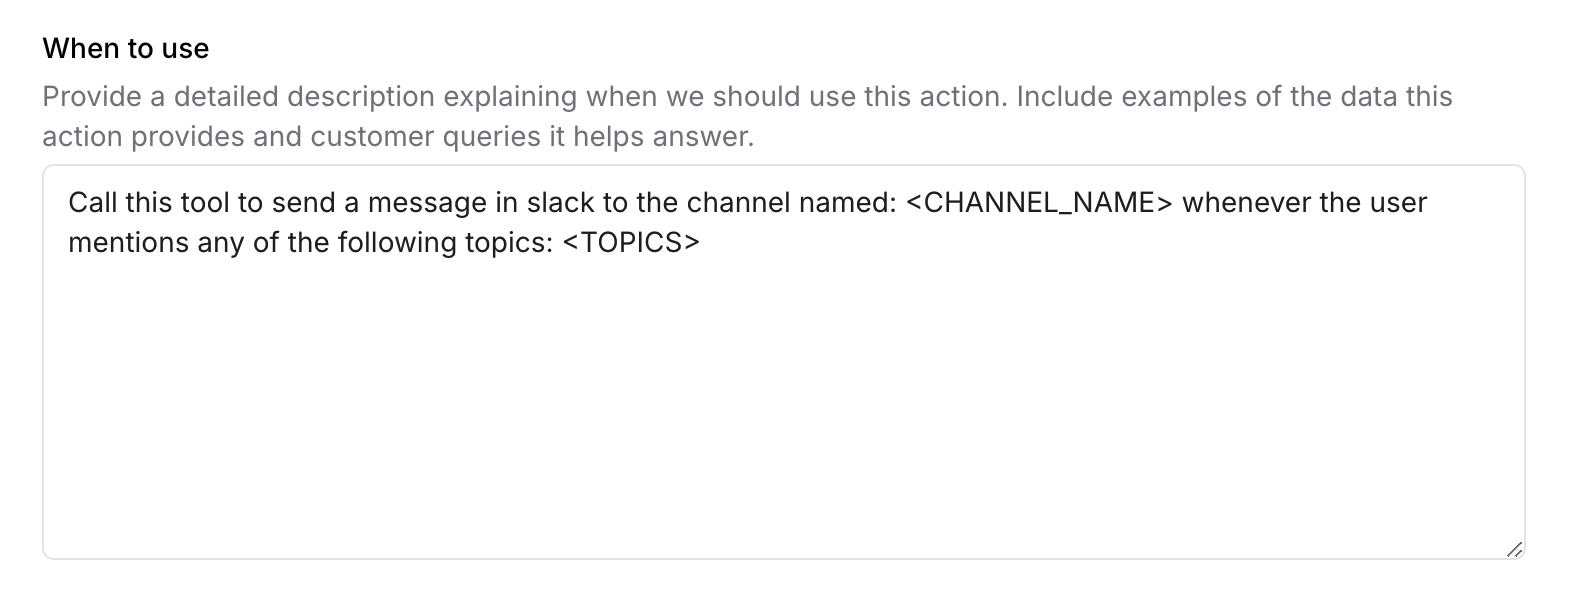 When to use
Provide a detailed description explaining when we should use this action. Include examples of the data this
action provides and customer queries it helps answer.
Call this tool to send a message in slack to the channel named: <CHANNEL_NAME> whenever the user
mentions any of the following topics: <TOPICS>